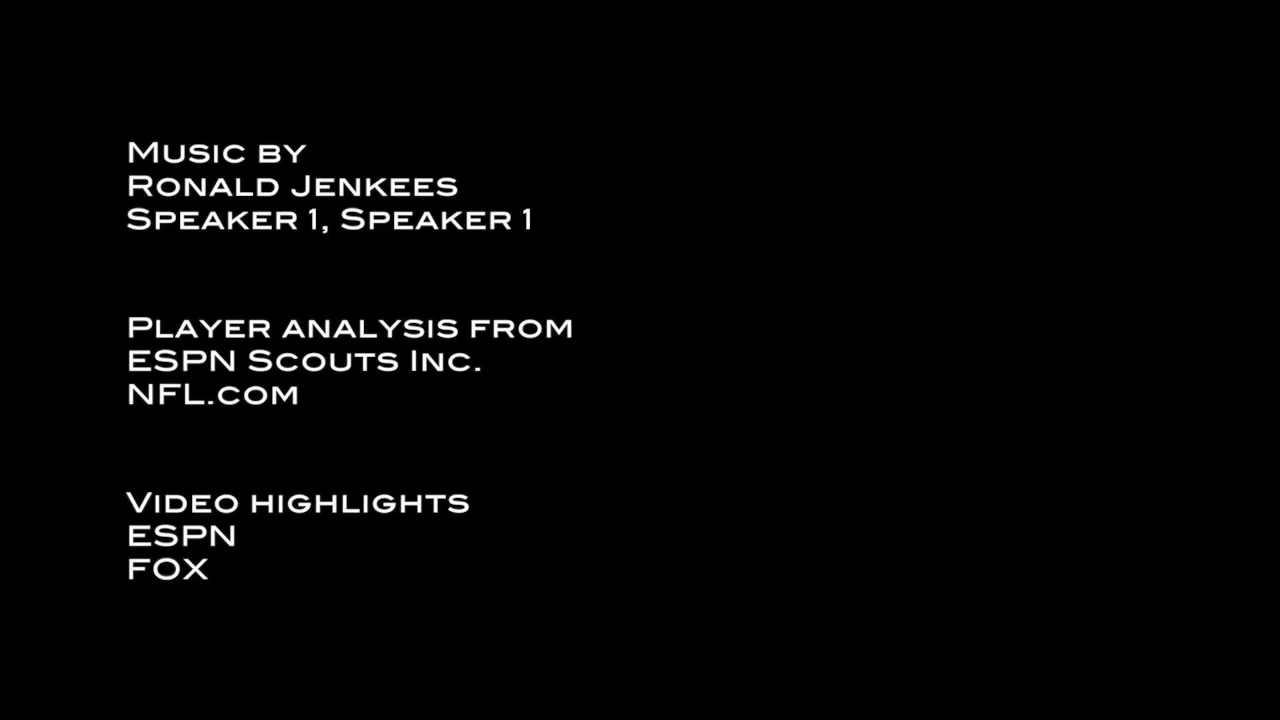 Music by
Ronald Jenkees
Speaker 1, Speaker 1
Player analysis from
ESPN Scouts Inc.
NFL.com
Video highlights
ESPN
FOX